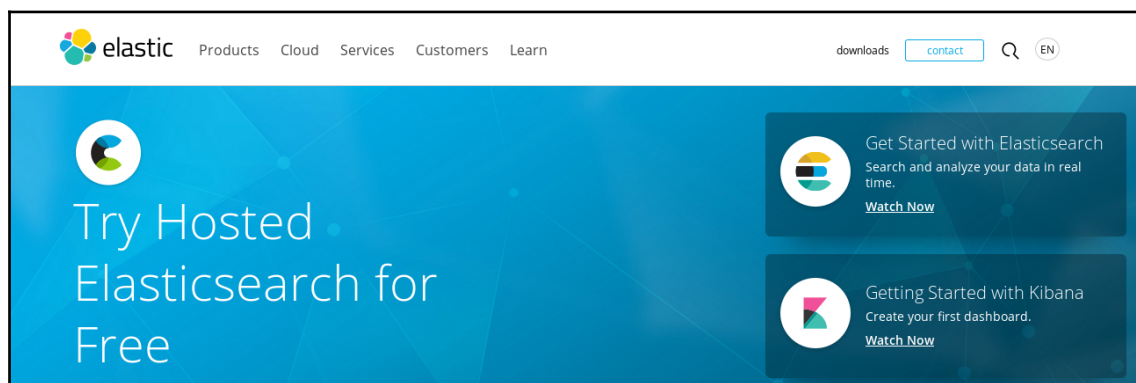 elastic Products Cloud Services Customers Learn downloads contact EN
Try Hosted
Elasticsearch for
Free
Get Started with Elasticsearch
Search and analyze your data in real
time.
Watch Now
Getting Started with Kibana
Create your first dashboard.
Watch Now